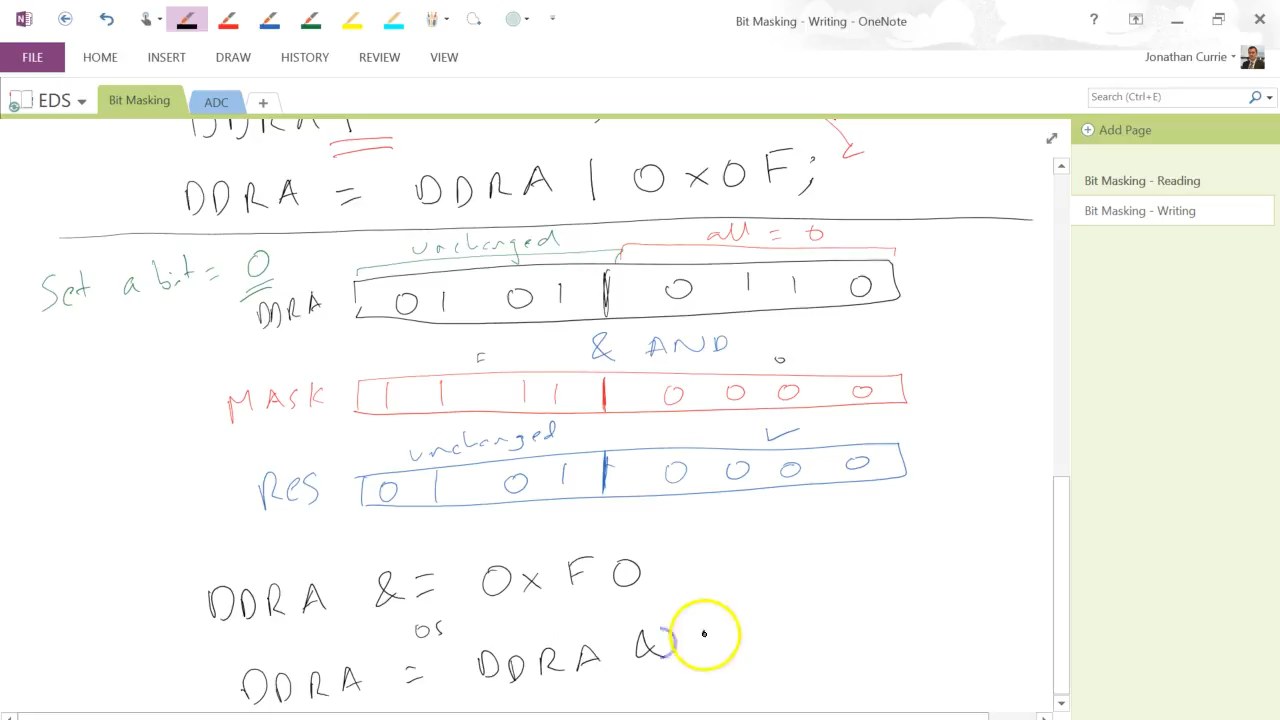 Bit Masking - Writing - OneNote
FILE HOME INSERT DRAW HISTORY REVIEW VIEW
Jonathan Currie
EDS Bit Masking ADC
Search (Ctrl+E)
Add Page
Bit Masking - Reading
Bit Masking - Writing
DDRA |
DDRA = DDRA | 0x0F;
unchanged all = 0
Set a bit = 0
DDRA 0 1 0 1 0 1 1 0
& AND
F 0
MASK 1 1 1 1 0 0 0 0
unchanged ✓
RES 0 1 0 1 0 0 0 0
DDRA &= 0xF0
or
DDRA = DDRA &